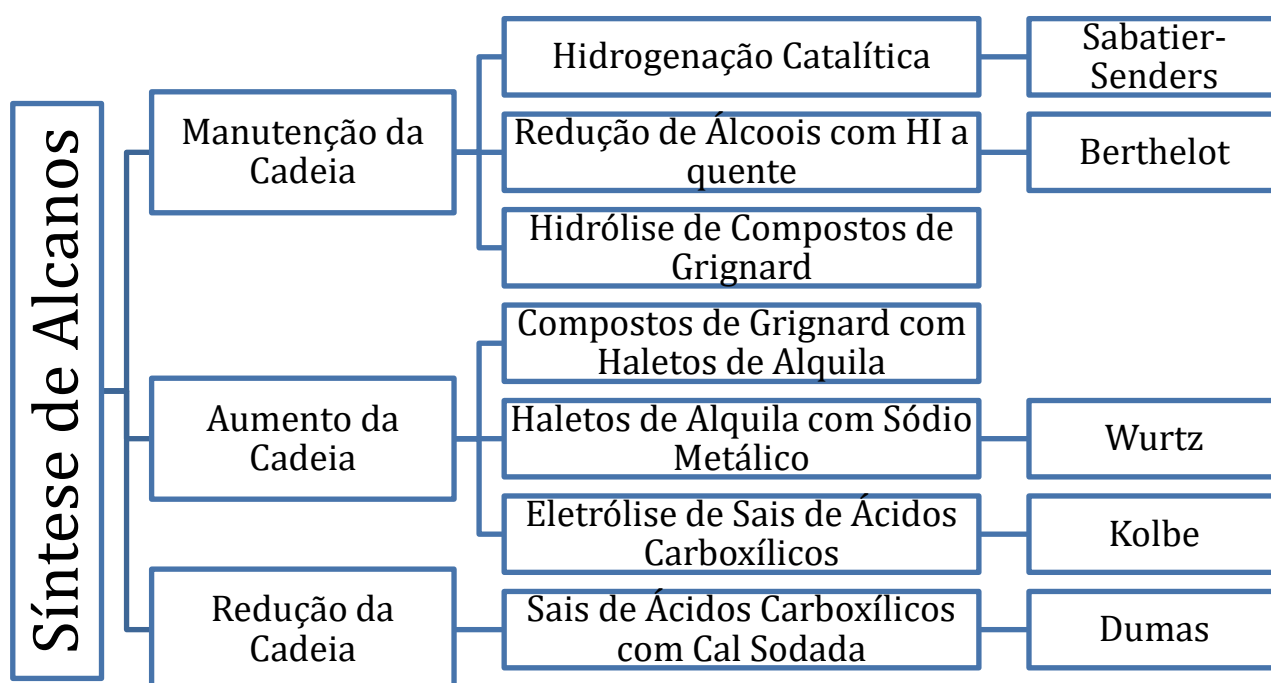 Síntese de Alcanos
Manutenção da
Cadeia
Hidrogenação Catalítica
Sabatier-
Senders
Redução de Álcoois com HI a
quente
Berthelot
Hidrólise de Compostos de
Grignard
Aumento da
Cadeia
Compostos de Grignard com
Haletos de Alquila
Haletos de Alquila com Sódio
Metálico
Wurtz
Eletrólise de Sais de Ácidos
Carboxílicos
Kolbe
Redução da
Cadeia
Sais de Ácidos Carboxílicos
com Cal Sodada
Dumas